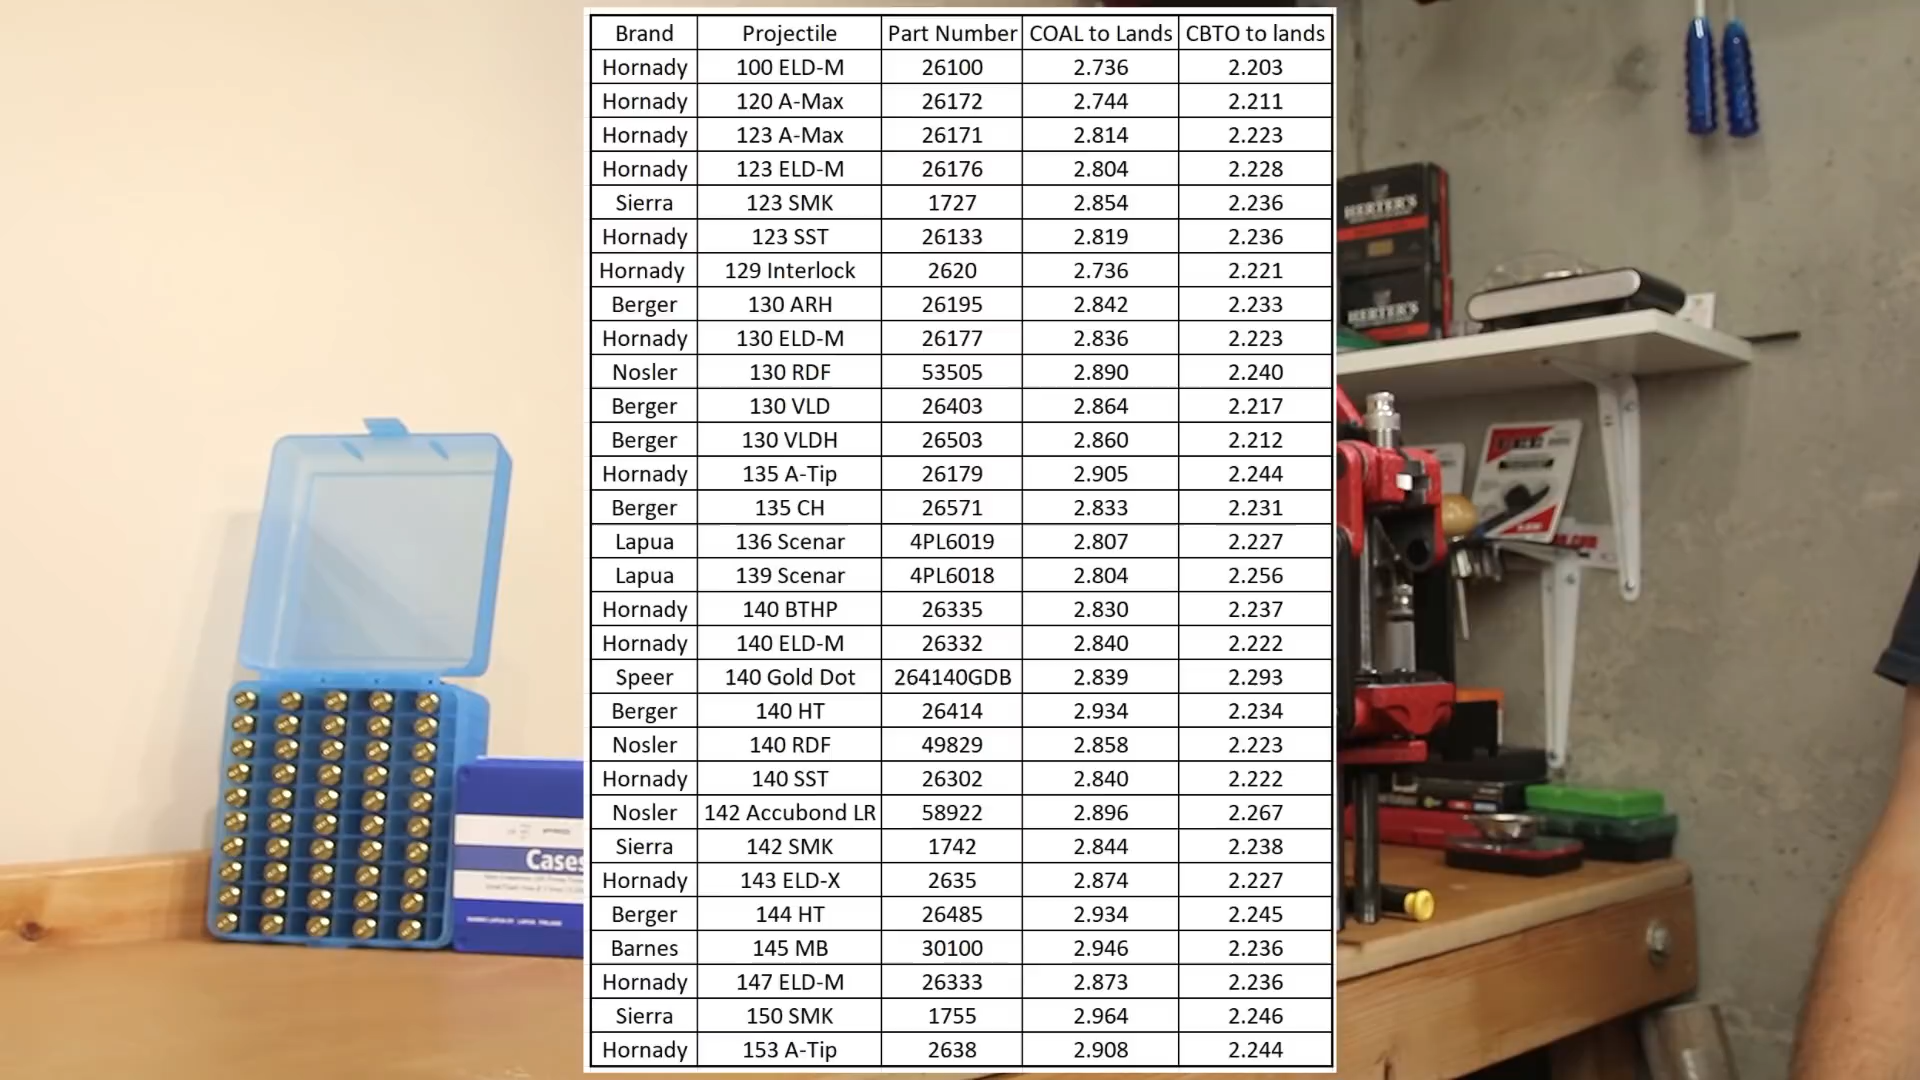 Brand Projectile Part Number COAL to Lands CBTO to lands
Hornady 100 ELD-M 26100 2.736 2.203
Hornady 120 A-Max 26172 2.744 2.211
Hornady 123 A-Max 26171 2.814 2.223
Hornady 123 ELD-M 26176 2.804 2.228
Sierra 123 SMK 1727 2.854 2.236
Hornady 123 SST 26133 2.819 2.236
Hornady 129 Interlock 2620 2.736 2.221
Berger 130 ARH 26195 2.842 2.233
Hornady 130 ELD-M 26177 2.836 2.223
Nosler 130 RDF 53505 2.890 2.240
Berger 130 VLD 26403 2.864 2.217
Berger 130 VLDH 26503 2.860 2.212
Hornady 135 A-Tip 26179 2.905 2.244
Berger 135 CH 26571 2.833 2.231
Lapua 136 Scenar 4PL6019 2.807 2.227
Lapua 139 Scenar 4PL6018 2.804 2.256
Hornady 140 BTHP 26335 2.830 2.237
Hornady 140 ELD-M 26332 2.840 2.222
Speer 140 Gold Dot 264140GDB 2.839 2.293
Berger 140 HT 26414 2.934 2.234
Nosler 140 RDF 49829 2.858 2.223
Hornady 140 SST 26302 2.840 2.222
Nosler 142 Accubond LR 58922 2.896 2.267
Sierra 142 SMK 1742 2.844 2.238
Hornady 143 ELD-X 2635 2.874 2.227
Berger 144 HT 26485 2.934 2.245
Barnes 145 MB 30100 2.946 2.236
Hornady 147 ELD-M 26333 2.873 2.236
Sierra 150 SMK 1755 2.964 2.246
Hornady 153 A-Tip 2638 2.908 2.244
HERTER'S
HERTER'S
Cases